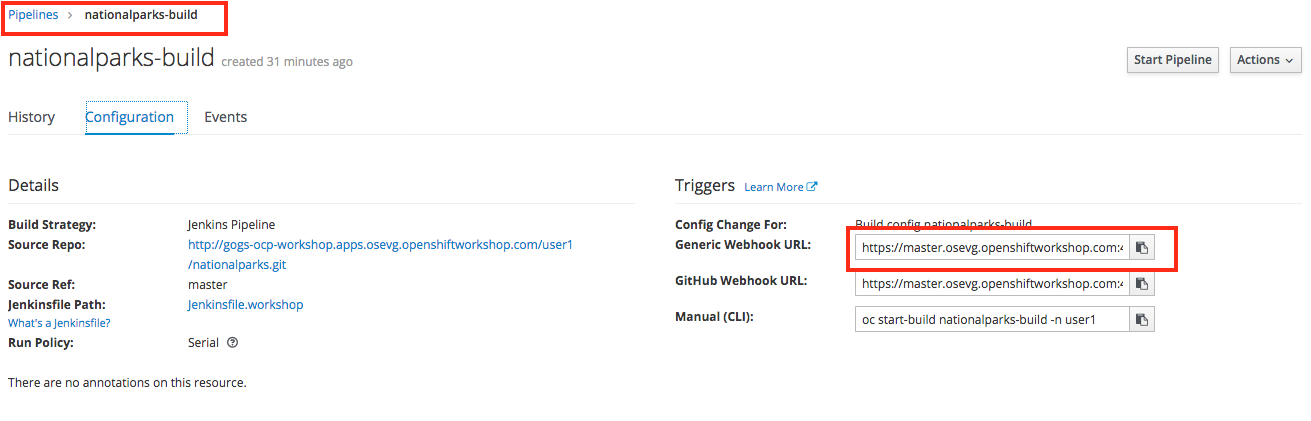 Pipelines > nationalparks-build
nationalparks-build created 31 minutes ago
Start Pipeline
Actions
History
Configuration
Events
Details
Build Strategy: Jenkins Pipeline
Source Repo: http://gogs-ocp-workshop.apps.osevg.openshiftworkshop.com/user1
/nationalparks.git
Source Ref: master
Jenkinsfile Path: Jenkinsfile.workshop
What's a Jenkinsfile?
Run Policy: Serial
There are no annotations on this resource.
Triggers Learn More
Config Change For: Build config nationalparks-build
Generic Webhook URL: https://master.osevg.openshiftworkshop.com:4
GitHub Webhook URL: https://master.osevg.openshiftworkshop.com:4
Manual (CLI): oc start-build nationalparks-build -n user1